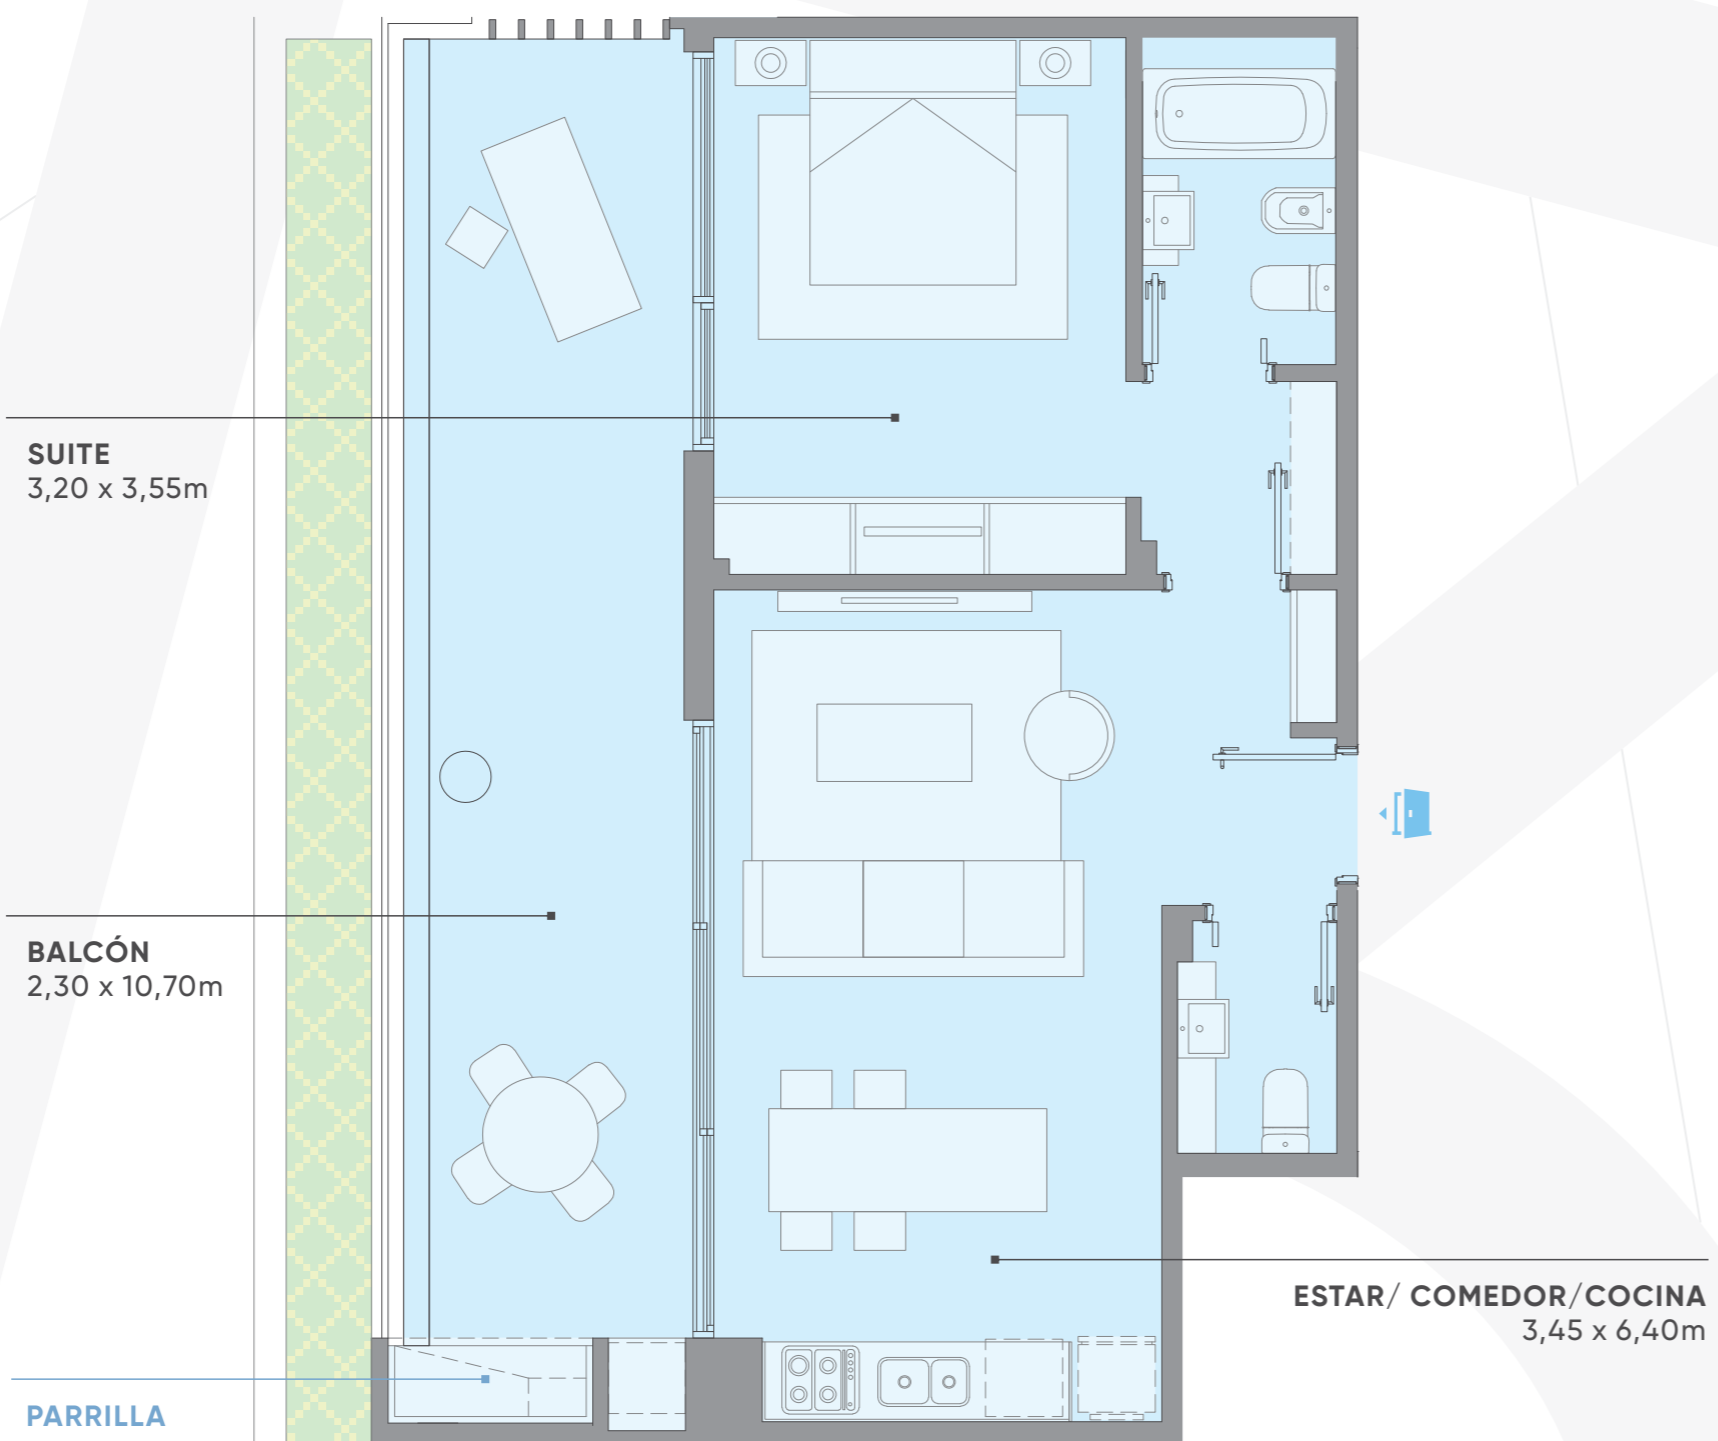 SUITE
3,20 x 3,55m
BALCÓN
2,30 x 10,70m
ESTAR/ COMEDOR/COCINA
3,45 x 6,40m
PARRILLA